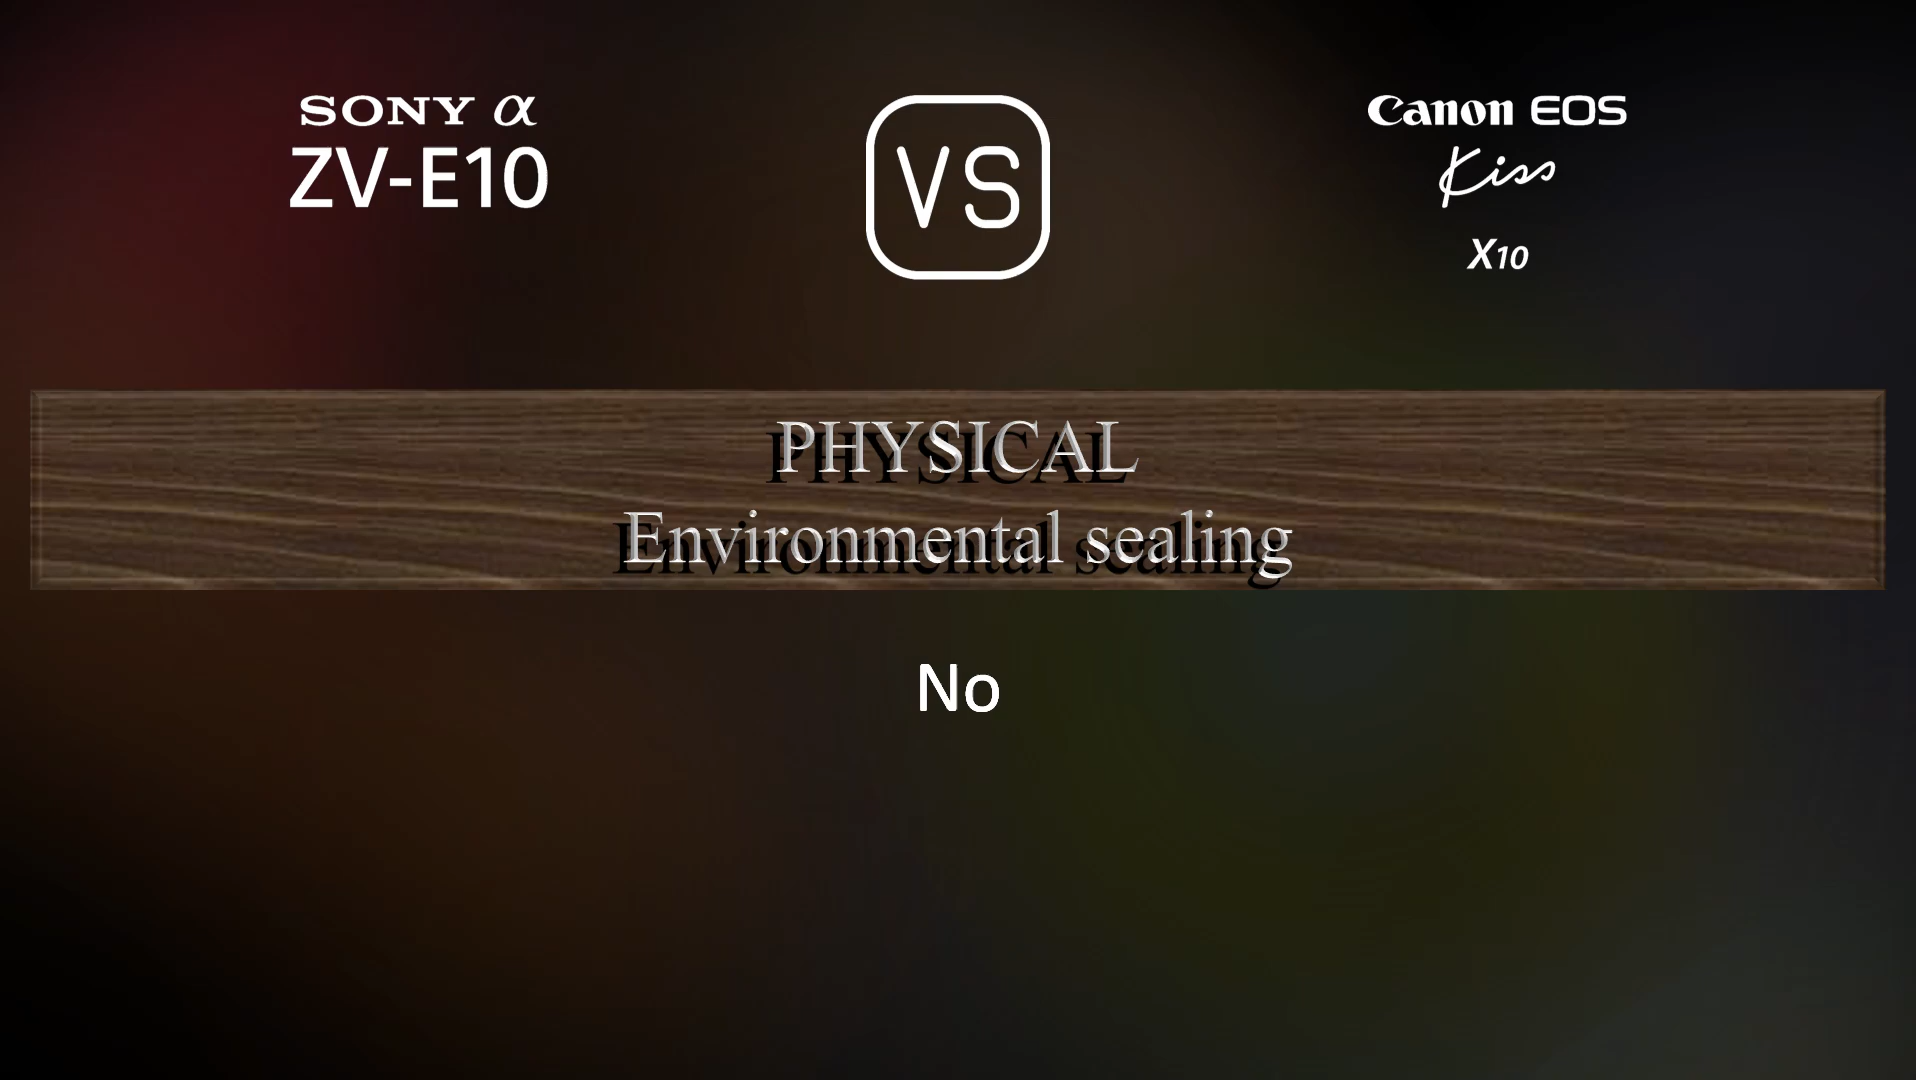 SONY α
ZV-E10
VS
Canon EOS
Kiss
X10
PHYSICAL
Environmental sealing
No